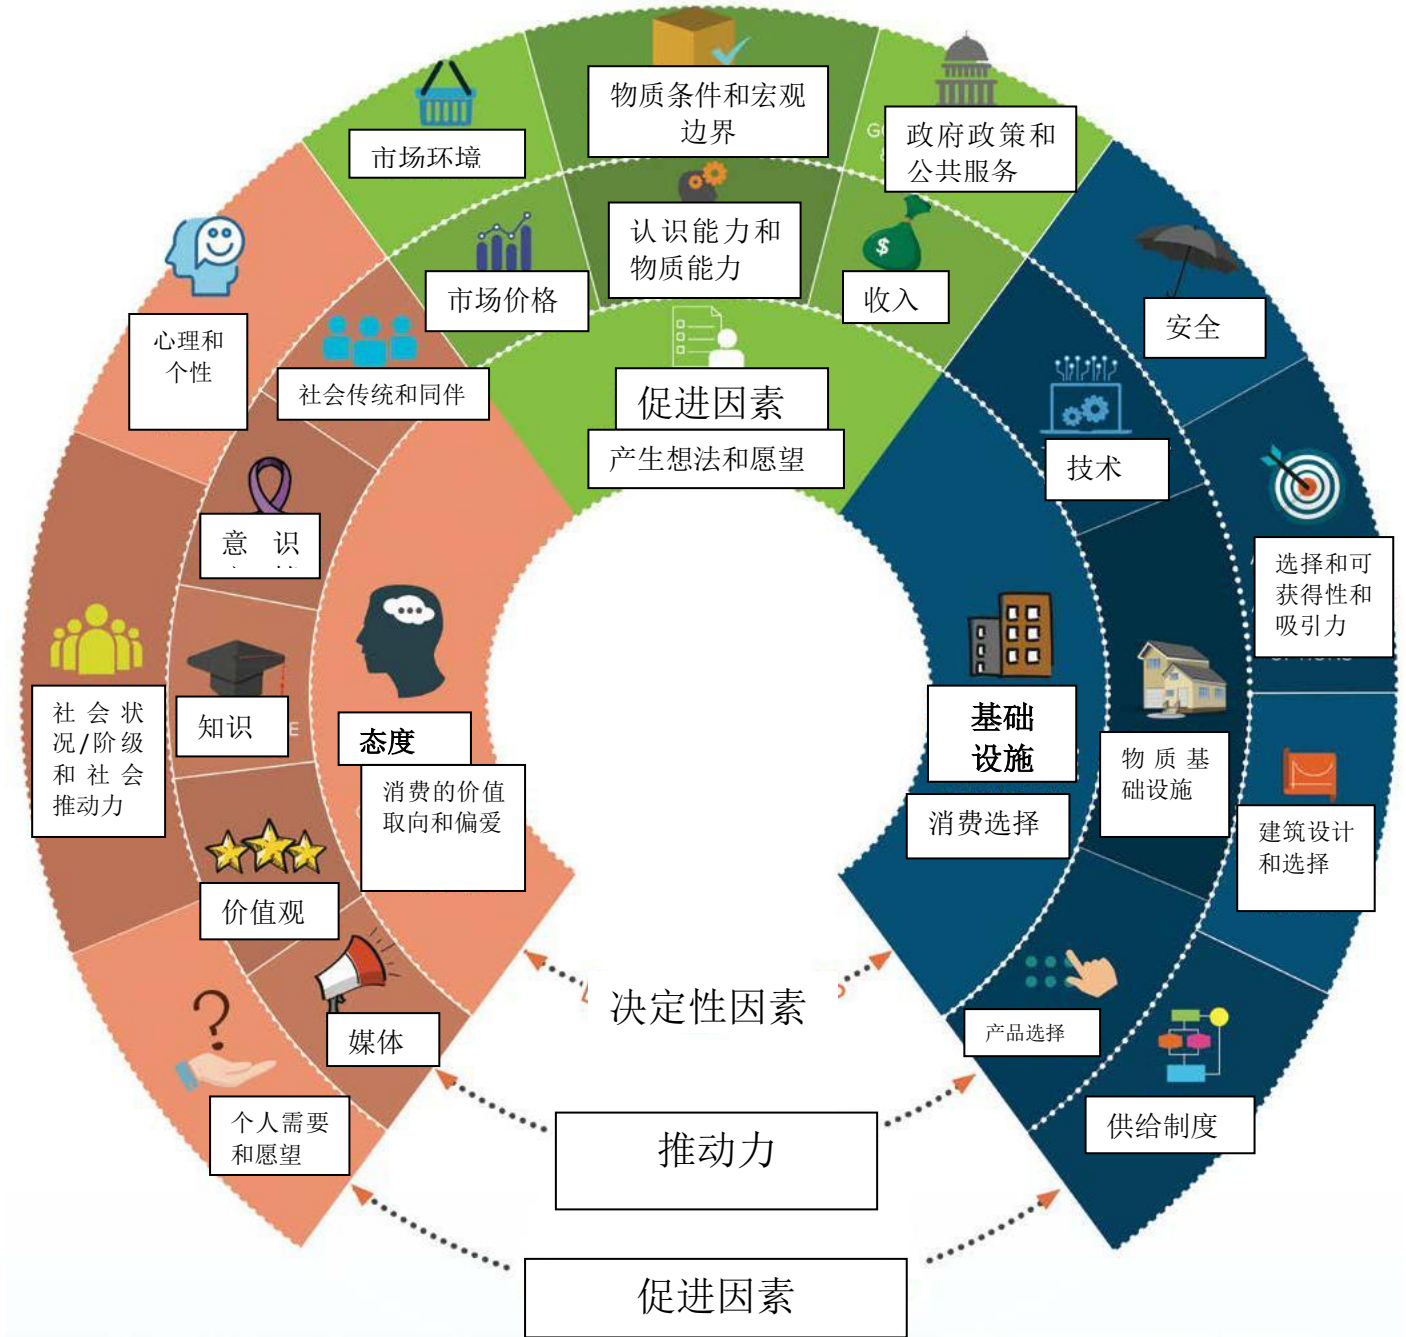 物质条件和宏观
边界
市场环境
政府政策和
公共服务
认识能力和
物质能力
市场价格
收入
心理和
个性
社会传统和同伴
安全
促进因素
产生想法和愿望
技术
意 识
选择和可
获得性和
吸引力
社会状
况/阶级
和社会
推动力
知识
态度
消费的价值
取向和偏爱
基础
设施
消费选择
物质基
础设施
建筑设计
和选择
价值观
媒体
决定性因素
产品选择
个人需要
和愿望
推动力
供给制度
促进因素